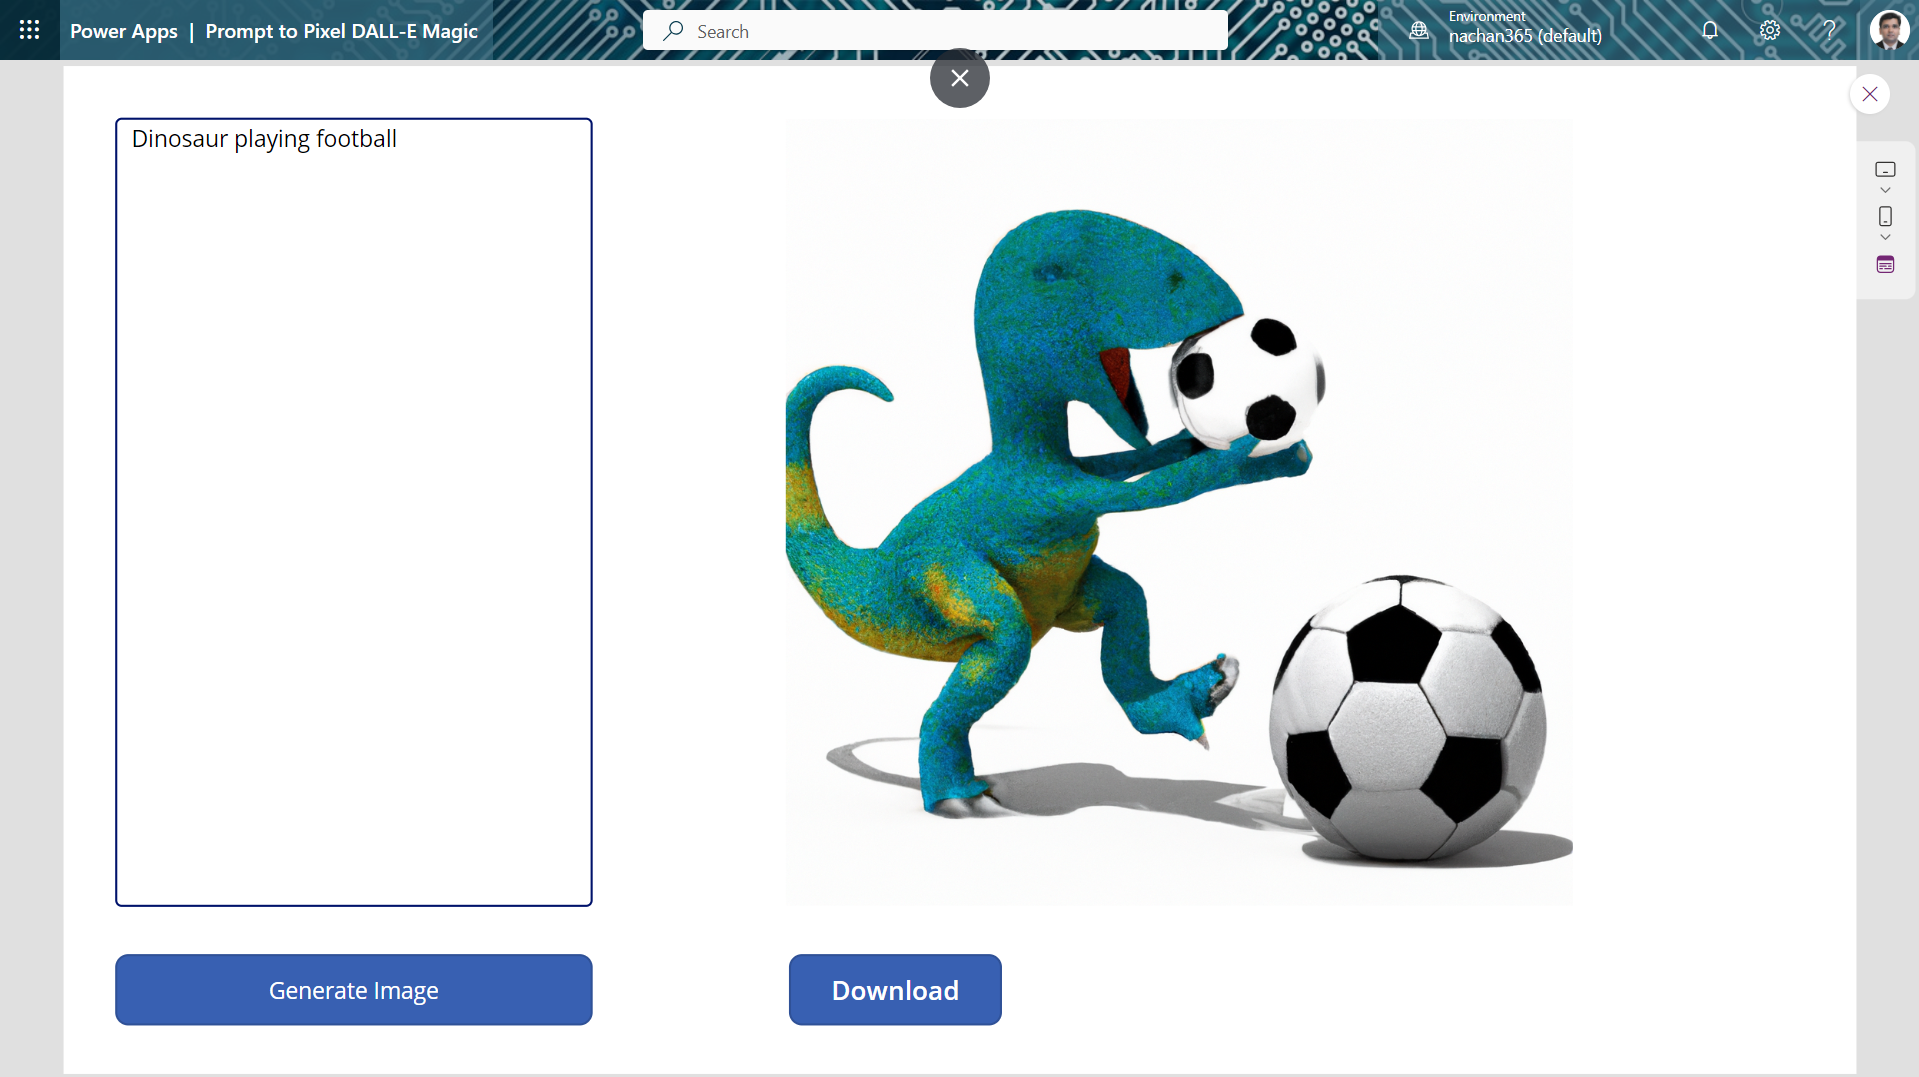 Power Apps | Prompt to Pixel DALL-E Magic
Search
Environment
nachan365 (default)
Dinosaur playing football
Generate Image
Download